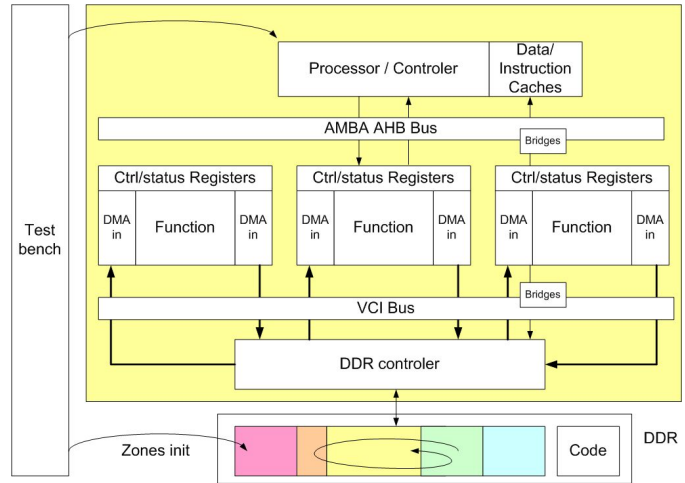 Processor / Controler
Data/
Instruction
Caches
AMBA AHB Bus
Bridges
Ctrl/status Registers
Ctrl/status Registers
Ctrl/status Registers
Test
bench
DMA
in
Function
DMA
in
DMA
in
Function
DMA
in
DMA
in
Function
DMA
in
Bridges
VCI Bus
DDR controler
Zones init
Code
DDR